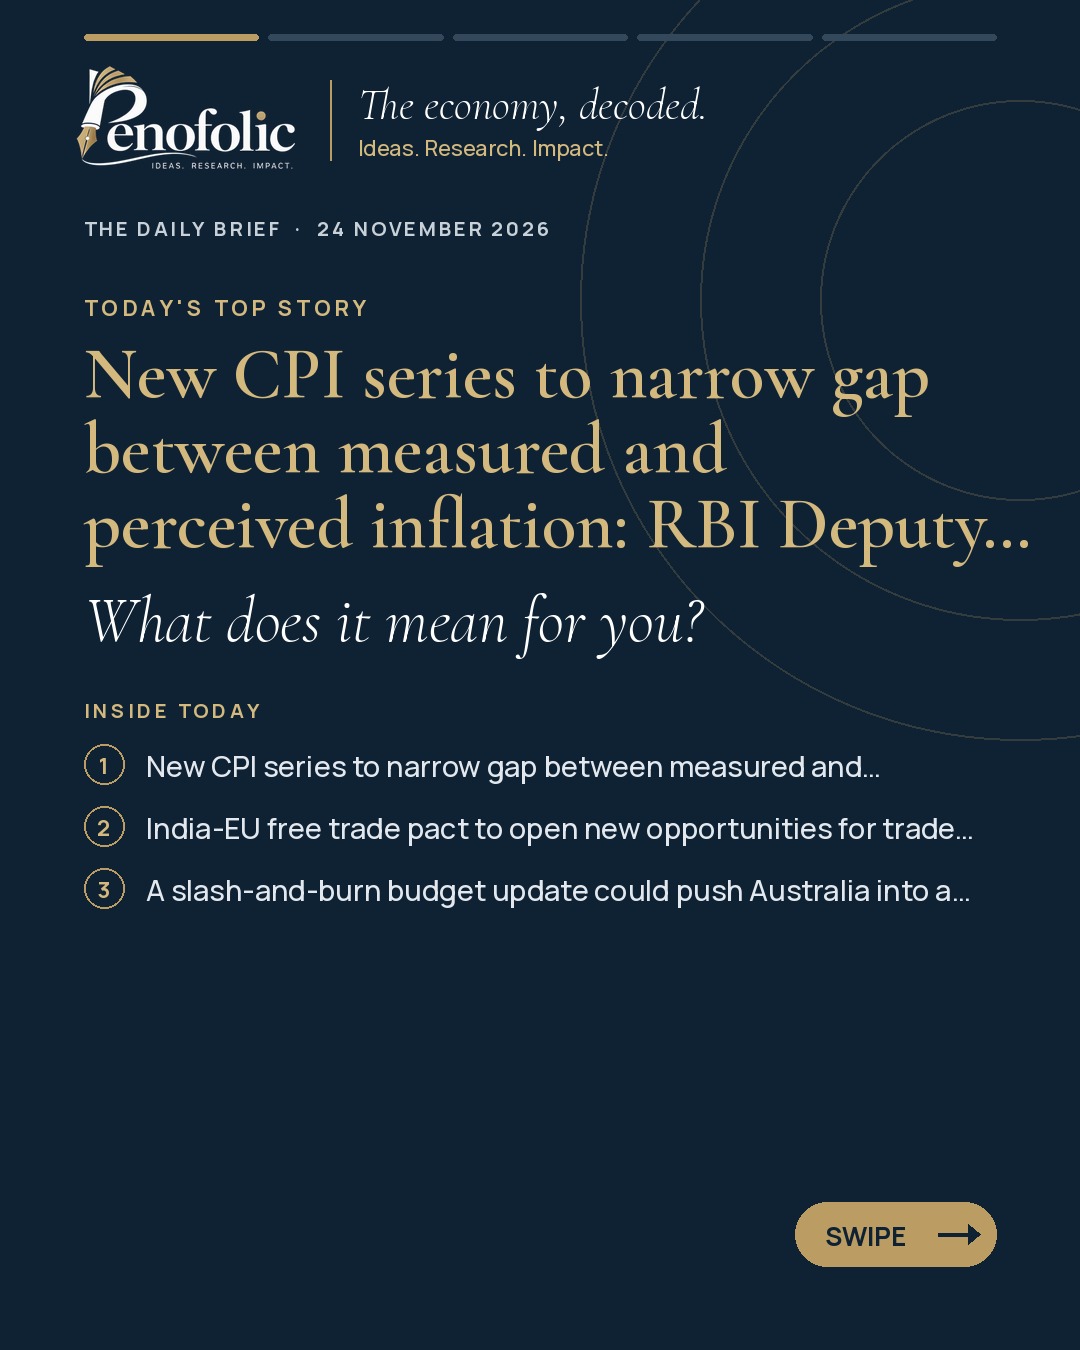 Penofolic
IDEAS. RESEARCH. IMPACT.
The economy, decoded.
Ideas. Research. Impact.
THE DAILY BRIEF · 24 NOVEMBER 2026
TODAY'S TOP STORY
New CPI series to narrow gap
between measured and
perceived inflation: RBI Deputy...
What does it mean for you?
INSIDE TODAY
1 New CPI series to narrow gap between measured and...
2 India-EU free trade pact to open new opportunities for trade...
3 A slash-and-burn budget update could push Australia into a...
SWIPE